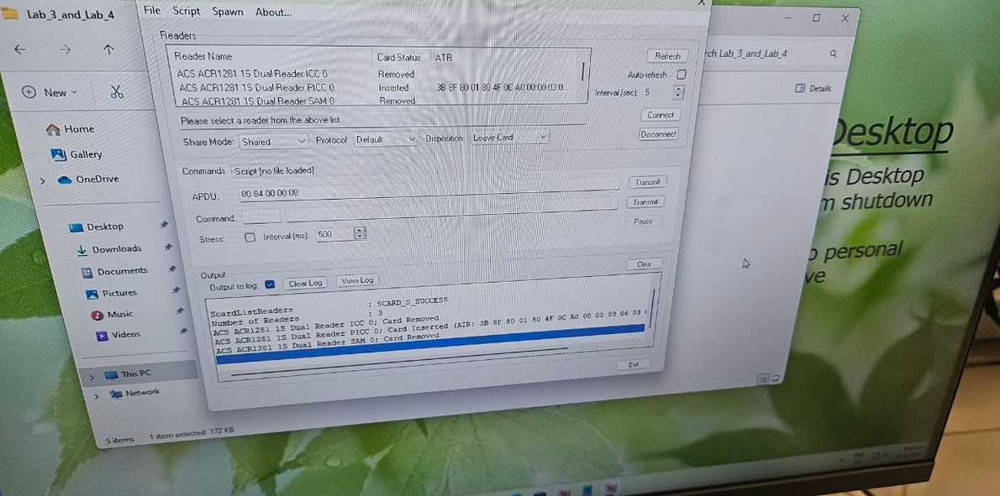 Lab_3_and_Lab_4
File Script Spawn About...
Readers
Reader Name Card Status ATR
ACS ACR1281 1S Dual Reader ICC 0 Removed
ACS ACR1281 1S Dual Reader PICC 0 Inserted 3B 8F 80 01 80 4F 0C A0 00 00 03 0...
ACS ACR1281 1S Dual Reader SAM 0 Removed
Please select a reader from the above list
Share Mode: Shared Protocol: Default Disposition: Leave Card
Refresh
Auto-refresh
Interval [sec]: 5
Connect
Disconnect
Commands Script [no file loaded]
APDU: 80 84 00 00 08 Transmit
Command: Transmit
Stress: Interval [ms]: 500 Pause
Output
Output to log: Clear Log View Log Clear
ScardListReaders : SCARD_S_SUCCESS
Number of Readers : 3
ACS ACR1281 1S Dual Reader ICC 0; Card Removed
ACS ACR1281 1S Dual Reader PICC 0; Card Inserted (ATR: 3B 8F 80 01 80 4F 0C A0 00 00 03 06 03
ACS ACR1281 1S Dual Reader SAM 0; Card Removed
Exit
New
Home
Gallery
OneDrive
Desktop
Downloads
Documents
Pictures
Music
Videos
This PC
Network
5 items 1 item selected 172 KB
rch Lab_3_and_Lab_4
Details
Desktop
is Desktop
m shutdown
o personal
ve